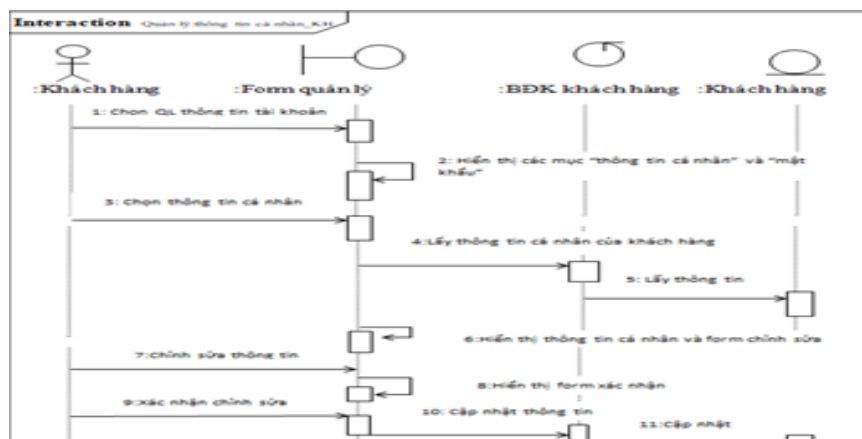 Interaction Quản lý thông tin cá nhân_KH
:Khách hàng
:Form quản lý
:BĐK khách hàng
:Khách hàng
1: Chọn QL thông tin tài khoản
2: Hiển thị các mục "thông tin cá nhân" và "mật
khẩu"
3: Chọn thông tin cá nhân
4:Lấy thông tin cá nhân của khách hàng
5: Lấy thông tin
6:Hiển thị thông tin cá nhân và form chỉnh sửa
7:Chỉnh sửa thông tin
8:Hiển thị form xác nhận
9:Xác nhận chỉnh sửa
10: Cập nhật thông tin
11:Cập nhật